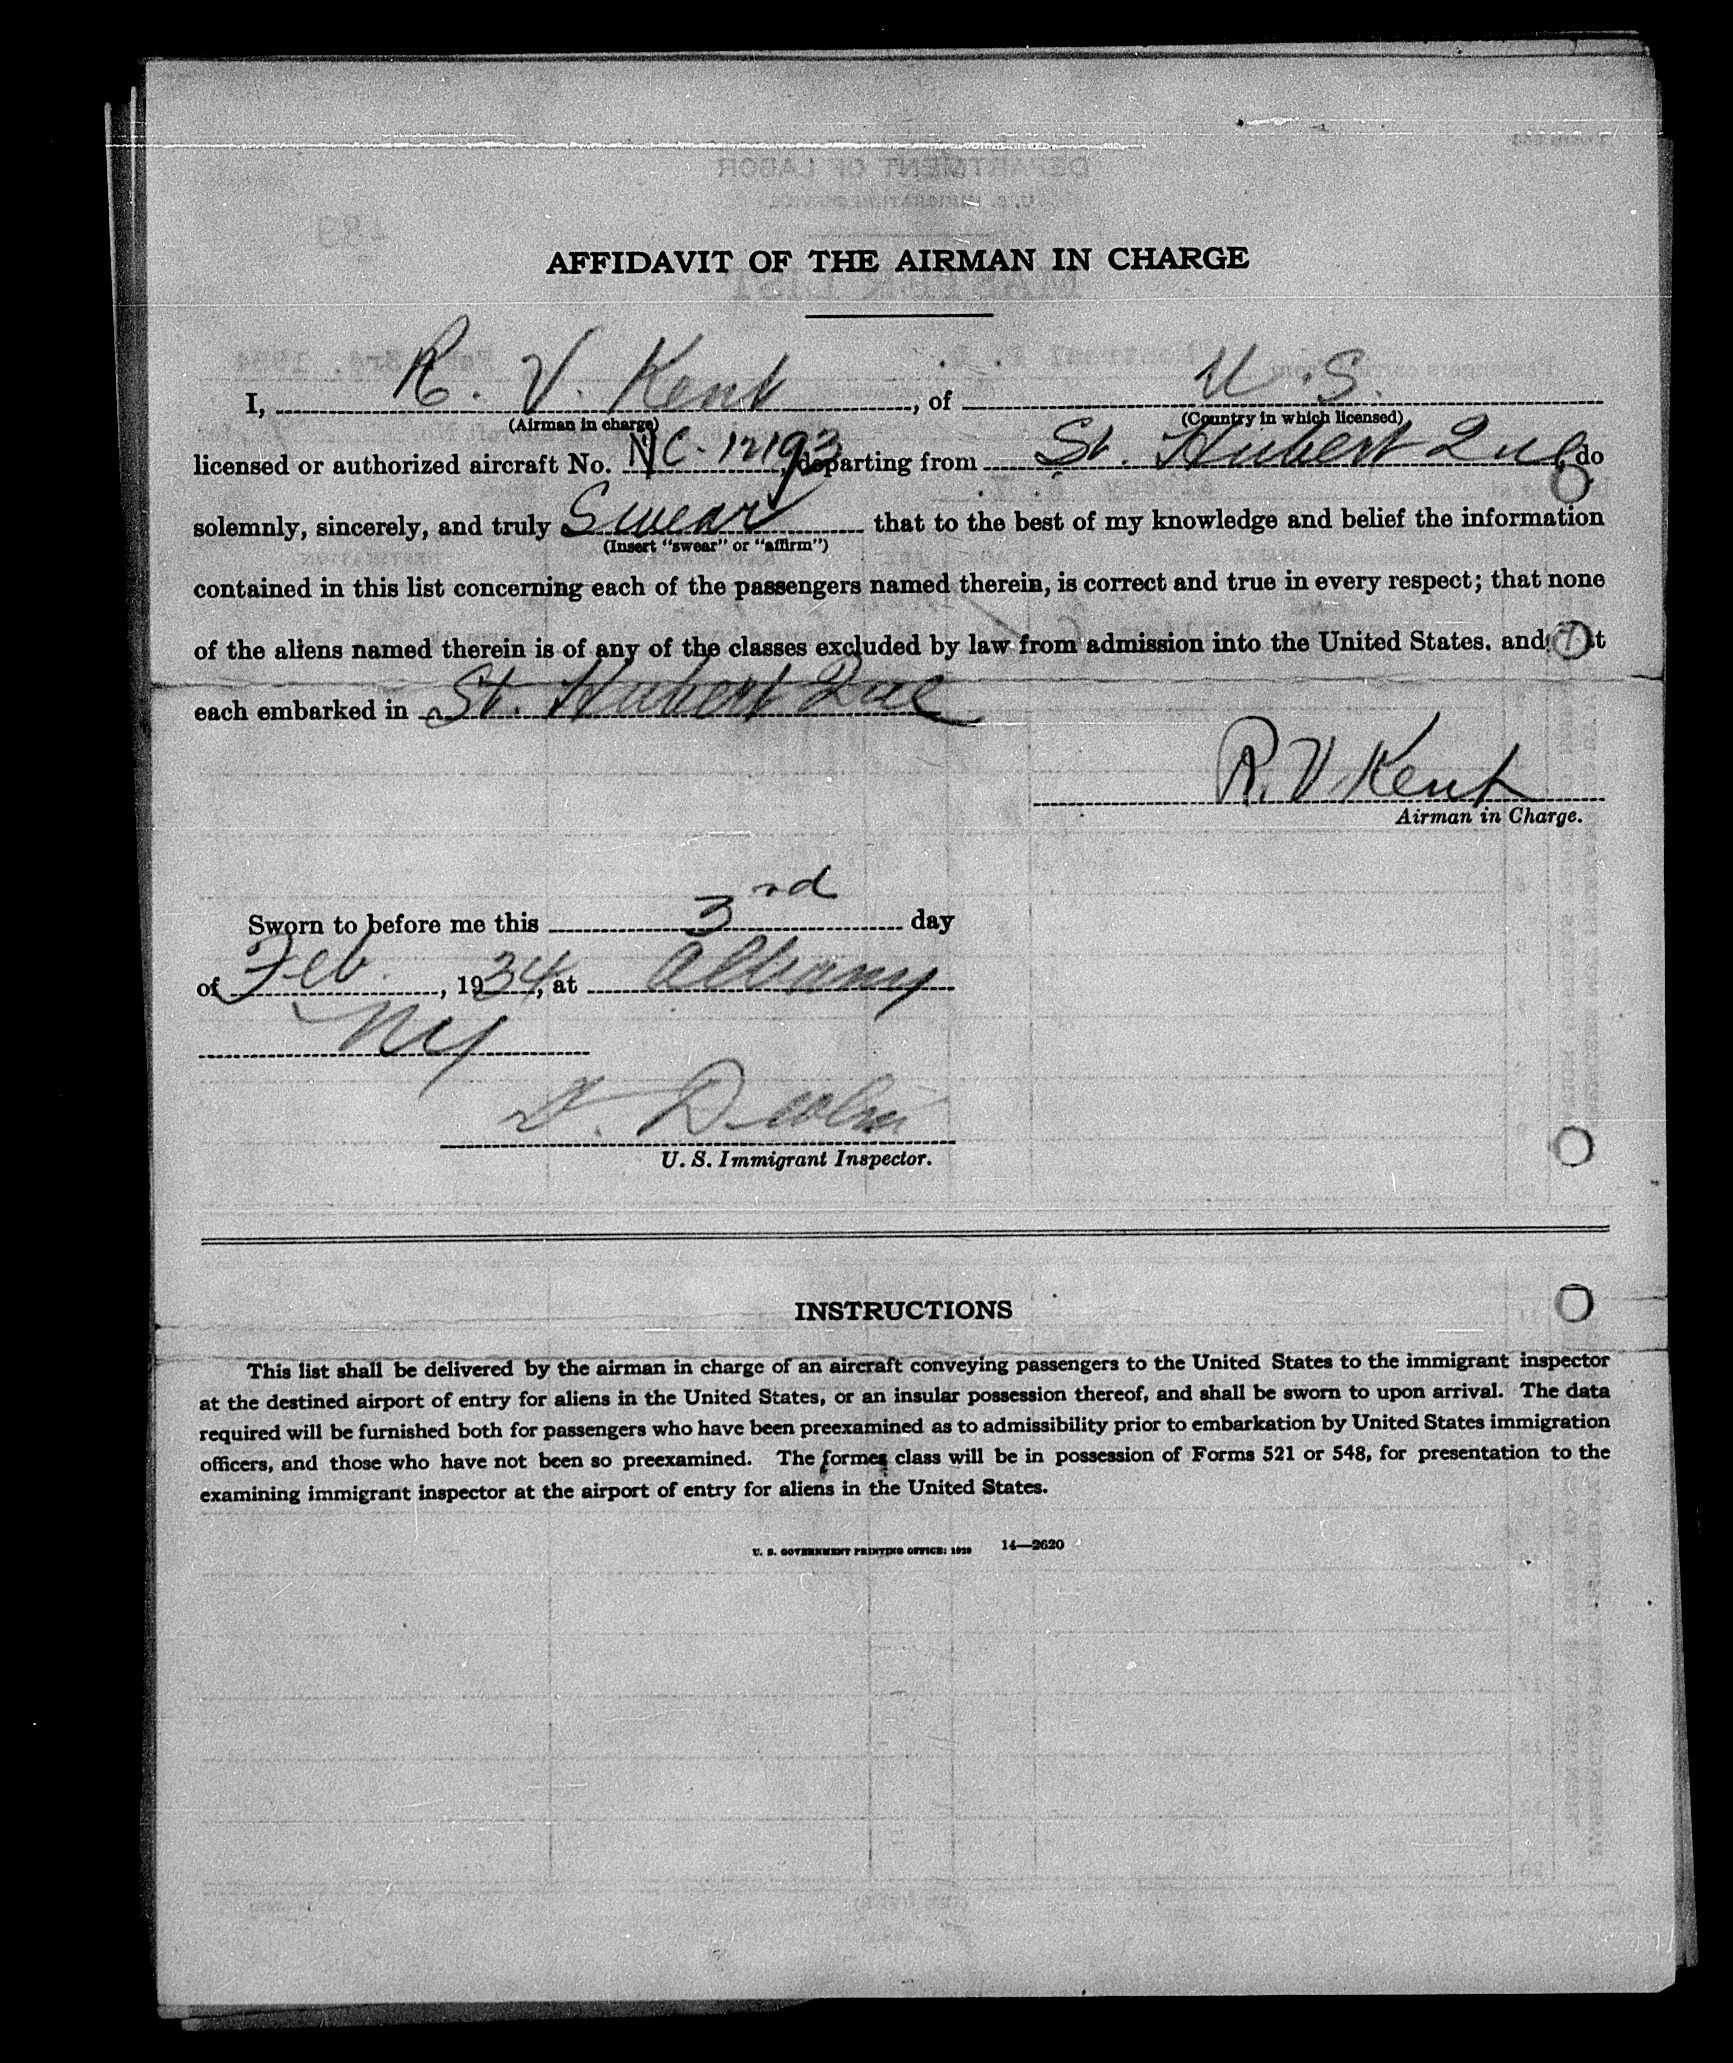 AFFIDAVIT OF THE AIRMAN IN CHARGE
I, R. V. Kent, of U. S.
(Airman in charge) (Country in which licensed)
licensed or authorized aircraft No. NC-12193, departing from St. Hubert Que, do
solemnly, sincerely, and truly Swear that to the best of my knowledge and belief the information
(Insert "swear" or "affirm")
contained in this list concerning each of the passengers named therein, is correct and true in every respect; that none
of the aliens named therein is of any of the classes excluded by law from admission into the United States. and t
each embarked in St. Hubert Que
R. V. Kent
Airman in Charge.
Sworn to before me this 3rd day
of Feb., 1934, at Albany
NY
U. S. Immigrant Inspector.
INSTRUCTIONS
This list shall be delivered by the airman in charge of an aircraft conveying passengers to the United States to the immigrant inspector
at the destined airport of entry for aliens in the United States, or an insular possession thereof, and shall be sworn to upon arrival. The data
required will be furnished both for passengers who have been preexamined as to admissibility prior to embarkation by United States immigration
officers, and those who have not been so preexamined. The former class will be in possession of Forms 521 or 548, for presentation to the
examining immigrant inspector at the airport of entry for aliens in the United States.
U. S. GOVERNMENT PRINTING OFFICE: 1929 14—2620